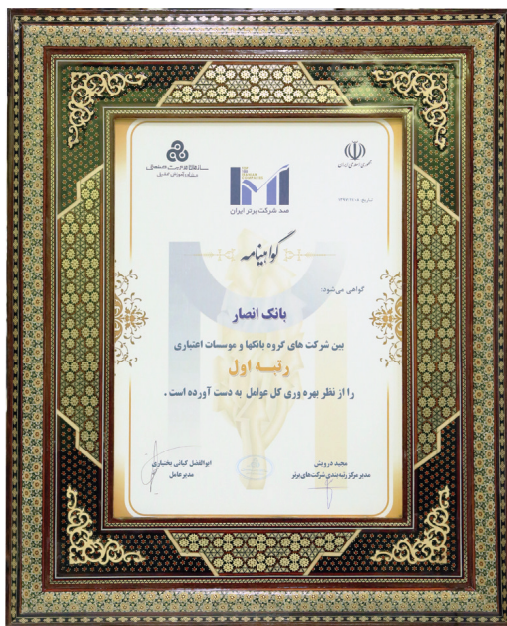 جمهوری اسلامی ایران
سازمان مدیریت صنعتی
صد شرکت برتر ایران
گواهینامه
گواهی می‌شود:
بانک انصار
بین شرکت های گروه بانکها و موسسات اعتباری
رتبه اول
را از نظر بهره وری کل عوامل به دست آورده است .
مجید درویش
مدیر مرکز رتبه‌بندی شرکت‌های برتر
ابوالفضل کیانی بختیاری
مدیر عامل